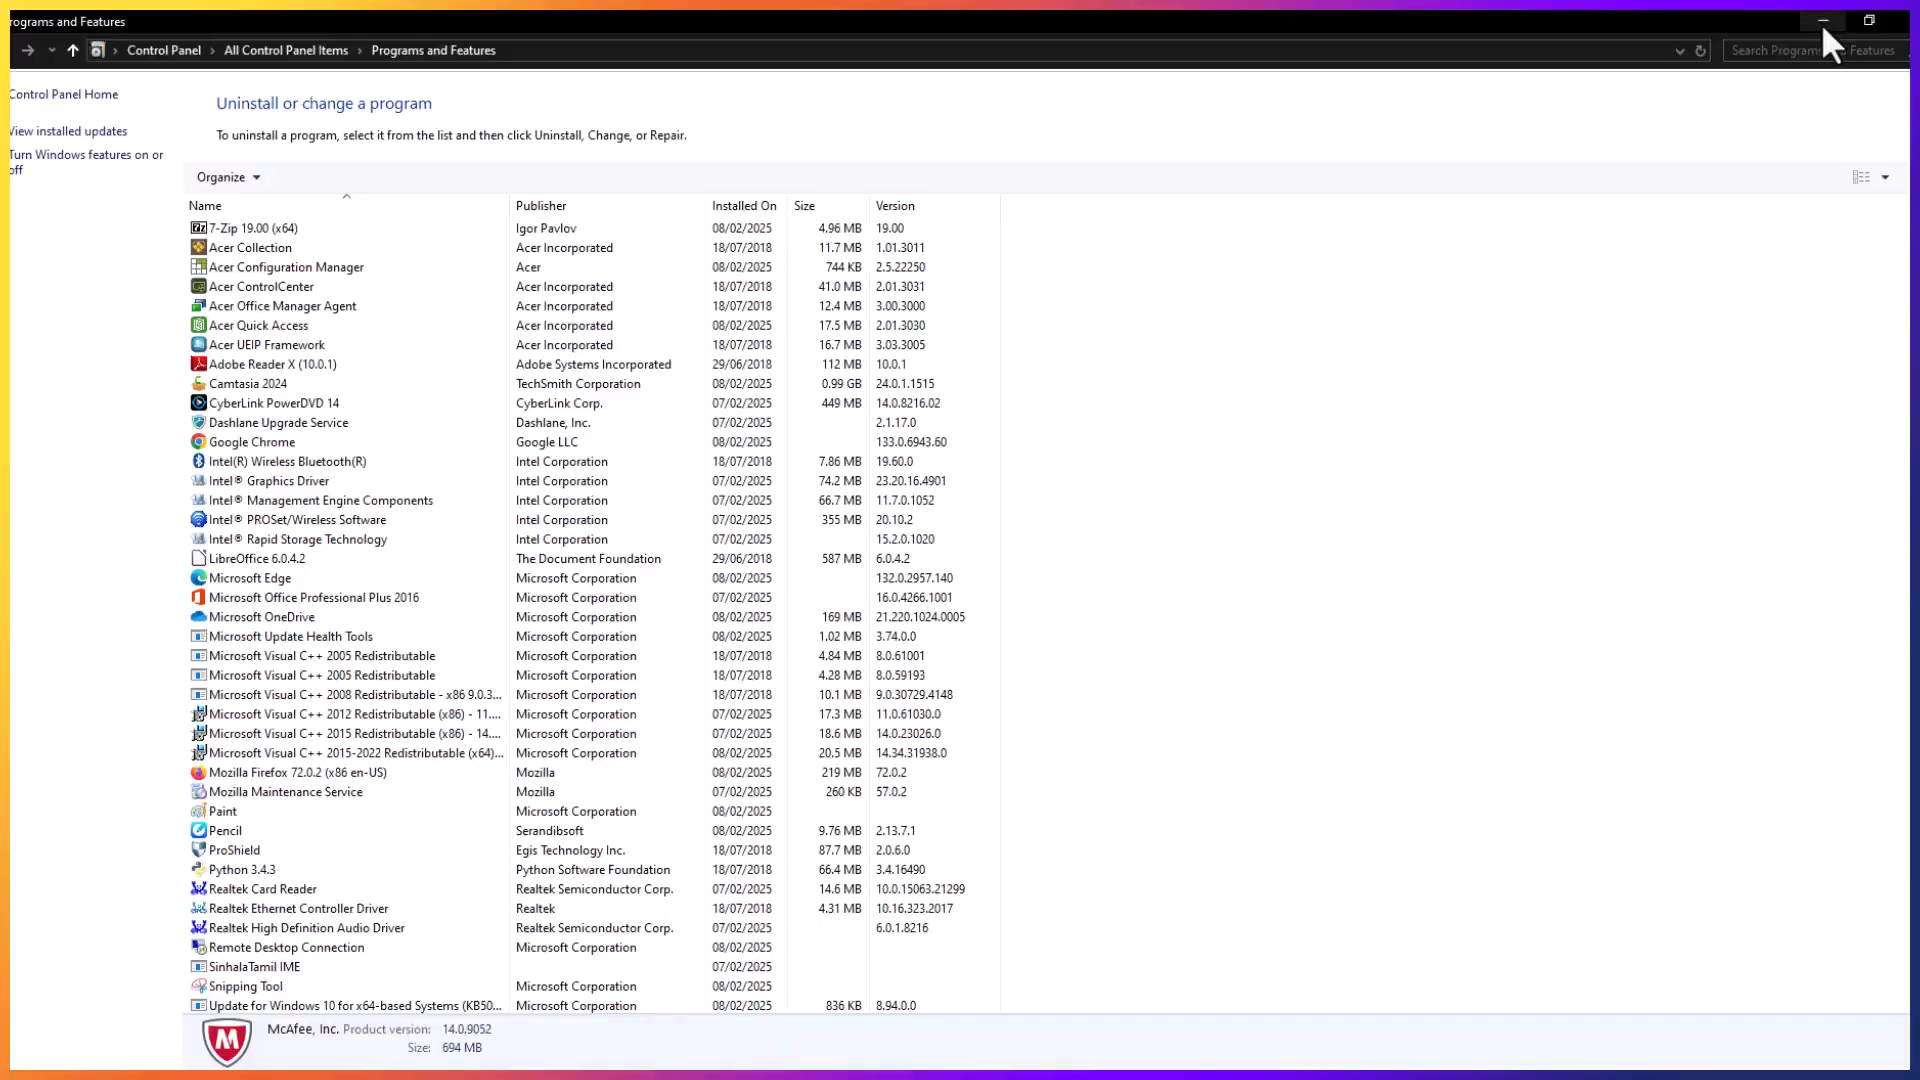 rograms and Features
Control Panel > All Control Panel Items > Programs and Features
Search Programs Features
Control Panel Home
View installed updates
Turn Windows features on or
off
Uninstall or change a program
To uninstall a program, select it from the list and then click Uninstall, Change, or Repair.
Organize
Name Publisher Installed On Size Version
7-Zip 19.00 (x64) Igor Pavlov 08/02/2025 4.96 MB 19.00
Acer Collection Acer Incorporated 18/07/2018 11.7 MB 1.01.3011
Acer Configuration Manager Acer 08/02/2025 744 KB 2.5.22250
Acer ControlCenter Acer Incorporated 18/07/2018 41.0 MB 2.01.3031
Acer Office Manager Agent Acer Incorporated 18/07/2018 12.4 MB 3.00.3000
Acer Quick Access Acer Incorporated 08/02/2025 17.5 MB 2.01.3030
Acer UEIP Framework Acer Incorporated 18/07/2018 16.7 MB 3.03.3005
Adobe Reader X (10.0.1) Adobe Systems Incorporated 29/06/2018 112 MB 10.0.1
Camtasia 2024 TechSmith Corporation 08/02/2025 0.99 GB 24.0.1.1515
CyberLink PowerDVD 14 CyberLink Corp. 07/02/2025 449 MB 14.0.8216.02
Dashlane Upgrade Service Dashlane, Inc. 07/02/2025 2.1.17.0
Google Chrome Google LLC 08/02/2025 133.0.6943.60
Intel(R) Wireless Bluetooth(R) Intel Corporation 18/07/2018 7.86 MB 19.60.0
Intel® Graphics Driver Intel Corporation 07/02/2025 74.2 MB 23.20.16.4901
Intel® Management Engine Components Intel Corporation 07/02/2025 66.7 MB 11.7.0.1052
Intel® PROSet/Wireless Software Intel Corporation 07/02/2025 355 MB 20.10.2
Intel® Rapid Storage Technology Intel Corporation 07/02/2025 15.2.0.1020
LibreOffice 6.0.4.2 The Document Foundation 29/06/2018 587 MB 6.0.4.2
Microsoft Edge Microsoft Corporation 08/02/2025 132.0.2957.140
Microsoft Office Professional Plus 2016 Microsoft Corporation 07/02/2025 16.0.4266.1001
Microsoft OneDrive Microsoft Corporation 08/02/2025 169 MB 21.220.1024.0005
Microsoft Update Health Tools Microsoft Corporation 08/02/2025 1.02 MB 3.74.0.0
Microsoft Visual C++ 2005 Redistributable Microsoft Corporation 18/07/2018 4.84 MB 8.0.61001
Microsoft Visual C++ 2005 Redistributable Microsoft Corporation 18/07/2018 4.28 MB 8.0.59193
Microsoft Visual C++ 2008 Redistributable - x86 9.0.3... Microsoft Corporation 18/07/2018 10.1 MB 9.0.30729.4148
Microsoft Visual C++ 2012 Redistributable (x86) - 11.... Microsoft Corporation 07/02/2025 17.3 MB 11.0.61030.0
Microsoft Visual C++ 2015 Redistributable (x86) - 14.... Microsoft Corporation 07/02/2025 18.6 MB 14.0.23026.0
Microsoft Visual C++ 2015-2022 Redistributable (x64)... Microsoft Corporation 08/02/2025 20.5 MB 14.34.31938.0
Mozilla Firefox 72.0.2 (x86 en-US) Mozilla 08/02/2025 219 MB 72.0.2
Mozilla Maintenance Service Mozilla 07/02/2025 260 KB 57.0.2
Paint Microsoft Corporation 08/02/2025
Pencil Serandibsoft 08/02/2025 9.76 MB 2.13.7.1
ProShield Egis Technology Inc. 18/07/2018 87.7 MB 2.0.6.0
Python 3.4.3 Python Software Foundation 18/07/2018 66.4 MB 3.4.16490
Realtek Card Reader Realtek Semiconductor Corp. 07/02/2025 14.6 MB 10.0.15063.21299
Realtek Ethernet Controller Driver Realtek 18/07/2018 4.31 MB 10.16.323.2017
Realtek High Definition Audio Driver Realtek Semiconductor Corp. 07/02/2025 6.0.1.8216
Remote Desktop Connection Microsoft Corporation 08/02/2025
SinhalaTamil IME 07/02/2025
Snipping Tool Microsoft Corporation 08/02/2025
Update for Windows 10 for x64-based Systems (KB50... Microsoft Corporation 08/02/2025 836 KB 8.94.0.0
McAfee, Inc. Product version: 14.0.9052
Size: 694 MB